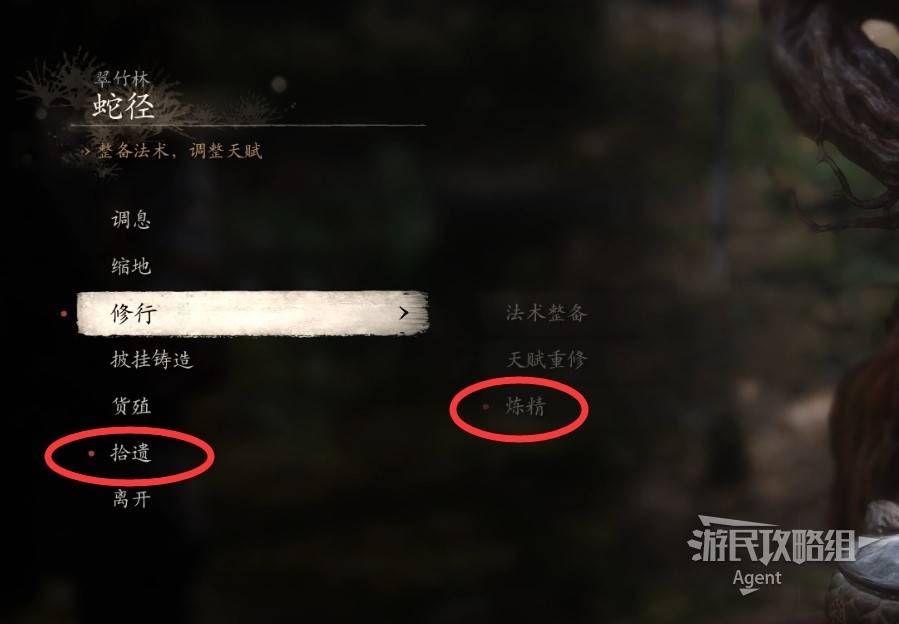 翠竹林
蛇径
整备法术，调整天赋
调息
缩地
修行
法术整备
披挂铸造
天赋重修
货殖
炼精
拾遗
离开
游民攻略组
Agent